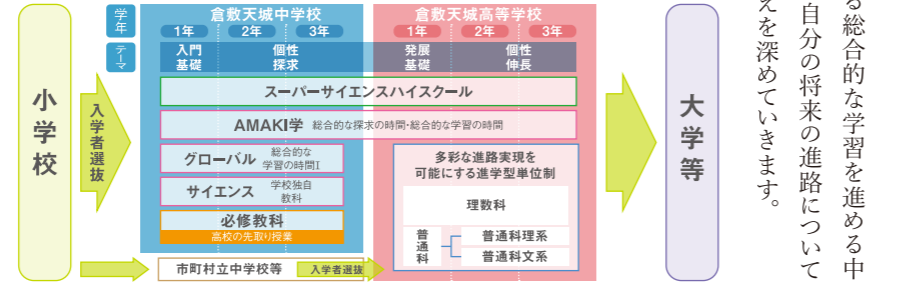 る総合的な学習を進める中
自分の将来の進路について
えを深めていきます。
小学校
入学者選抜
学年
テーマ
倉敷天城中学校
1年 2年 3年
入門
基礎
個性
探求
倉敷天城高等学校
1年 2年 3年
発展
基礎
個性
伸長
スーパーサイエンスハイスクール
AMAKI学 総合的な探求の時間・総合的な学習の時間
グローバル 総合的な
学習の時間I
サイエンス 学校独自
教科
必修教科
高校の先取り授業
多彩な進路実現を
可能にする進学型単位制
理数科
普通科
普通科理系
普通科文系
市町村立中学校等
入学者選抜
大学等